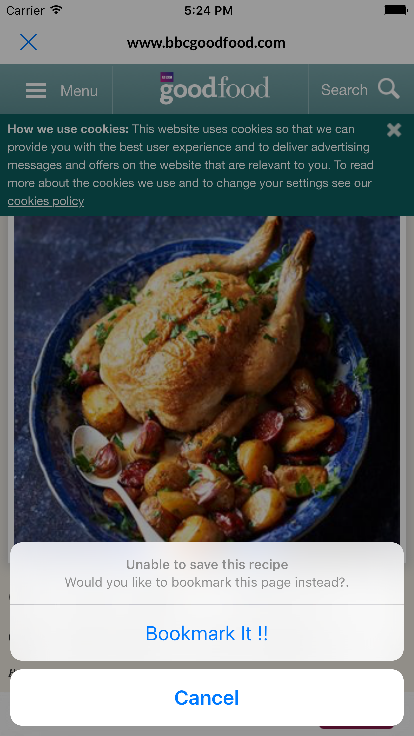 Carrier 5:24 PM
www.bbcgoodfood.com
Menu
goodfood
Search
How we use cookies: This website uses cookies so that we can
provide you with the best user experience and to deliver advertising
messages and offers on the website that are relevant to you. To read
more about the cookies we use and to change your settings see our
cookies policy
Unable to save this recipe
Would you like to bookmark this page instead?.
Bookmark It !!
Cancel